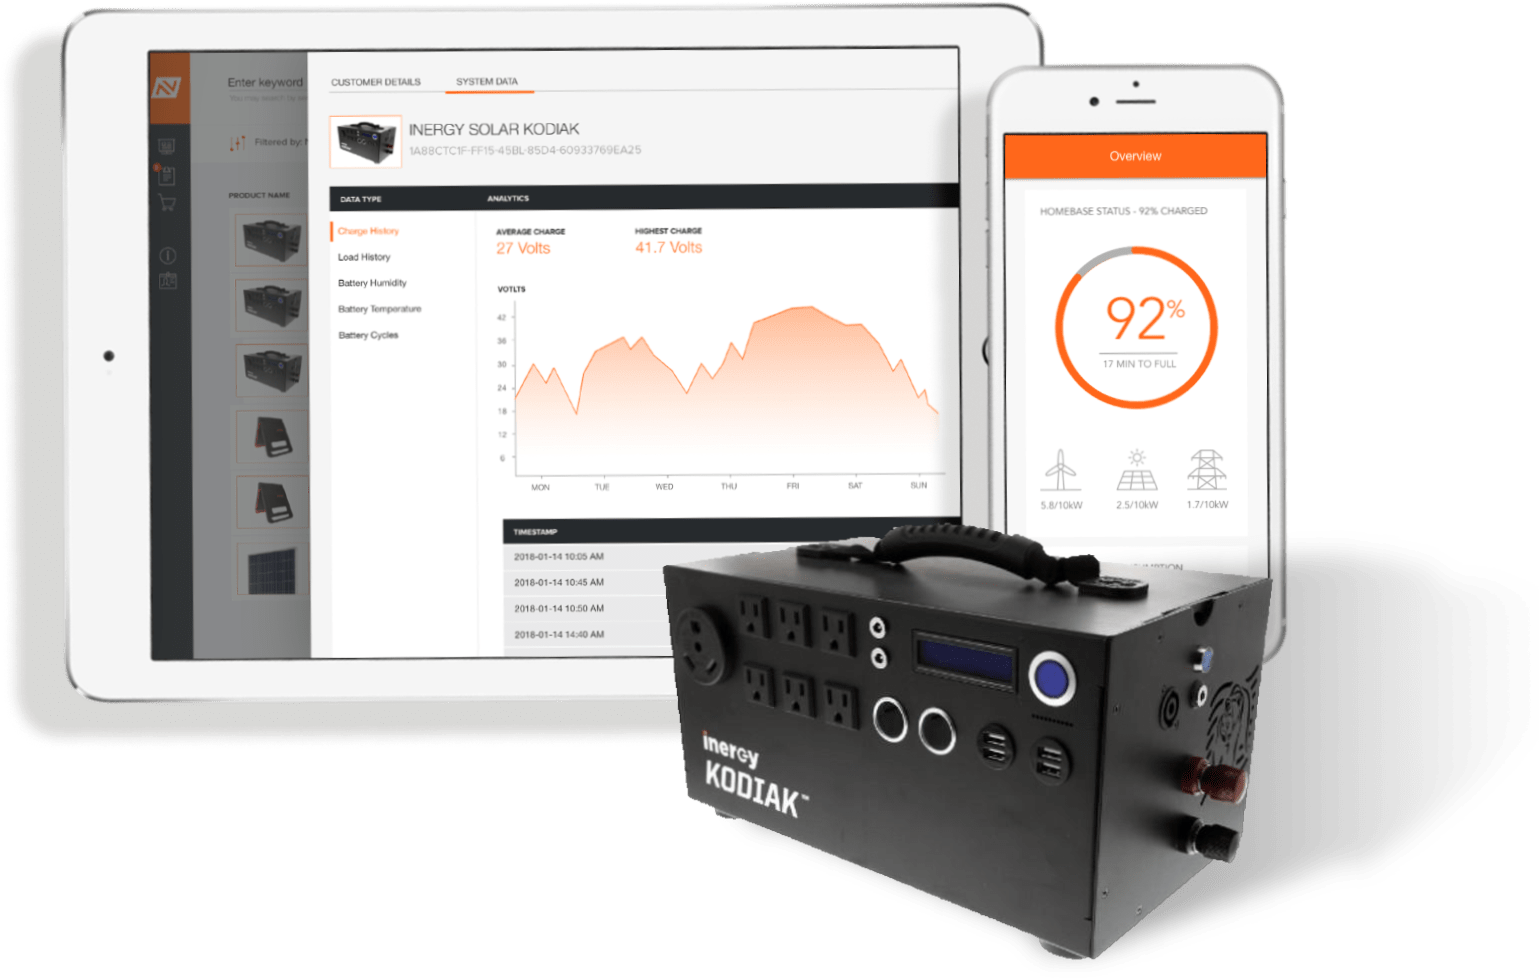 Enter keyword
Filtered by:
PRODUCT NAME
CUSTOMER DETAILS
SYSTEM DATA
INERGY SOLAR KODIAK
1A88CTC1F-FF15-45BL-85D4-60933769EA25
DATA TYPE
ANALYTICS
Charge History
Load History
Battery Humidity
Battery Temperature
Battery Cycles
AVERAGE CHARGE
27 Volts
HIGHEST CHARGE
41.7 Volts
VOTLTS
42
36
30
24
18
12
6
MON TUE WED THU FRI SAT SUN
TIMESTAMP
2018-01-14 10:05 AM
2018-01-14 10:45 AM
2018-01-14 10:50 AM
2018-01-14 14:40 AM
Overview
HOMEBASE STATUS - 92% CHARGED
92%
17 MIN TO FULL
5.8/10kW 2.5/10kW 1.7/10kW
inergy
KODIAK™